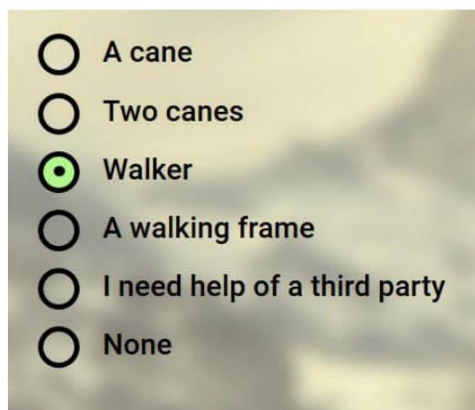 A cane
Two canes
Walker
A walking frame
I need help of a third party
None